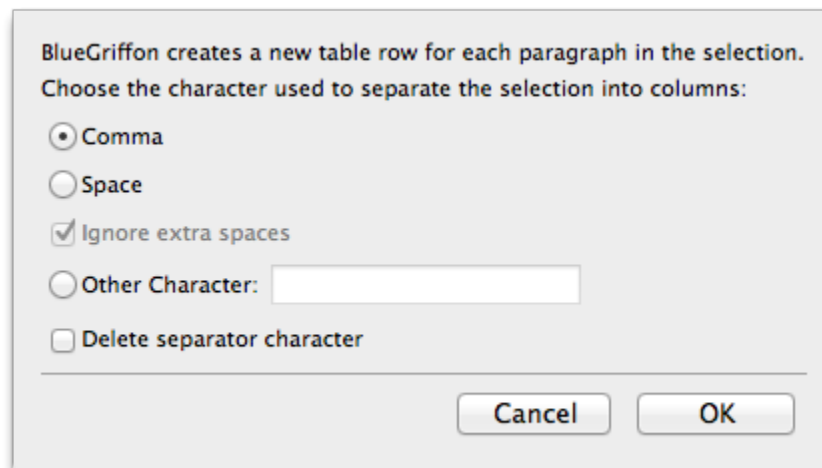 BlueGriffon creates a new table row for each paragraph in the selection.
Choose the character used to separate the selection into columns:
Comma
Space
Ignore extra spaces
Other Character:
Delete separator character
Cancel OK